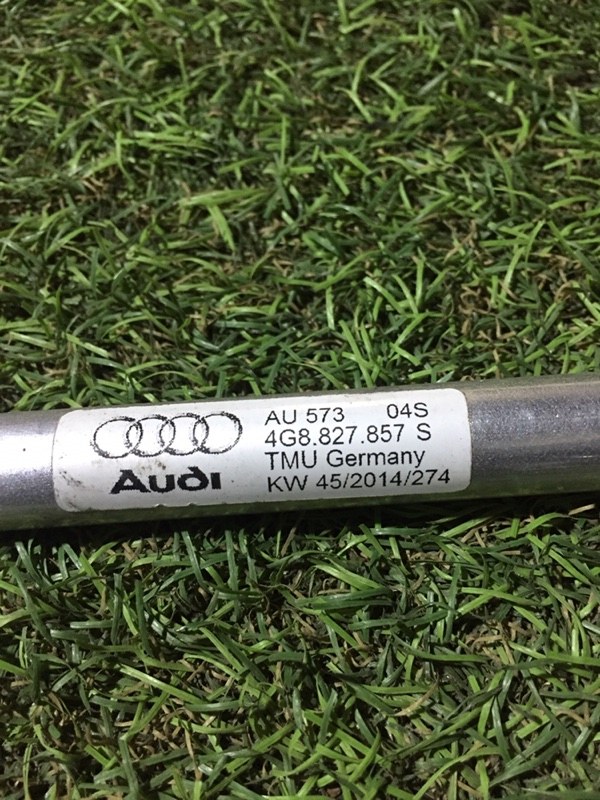 AU 573 04S
4G8.827.857 S
TMU Germany
KW 45/2014/274
Audi